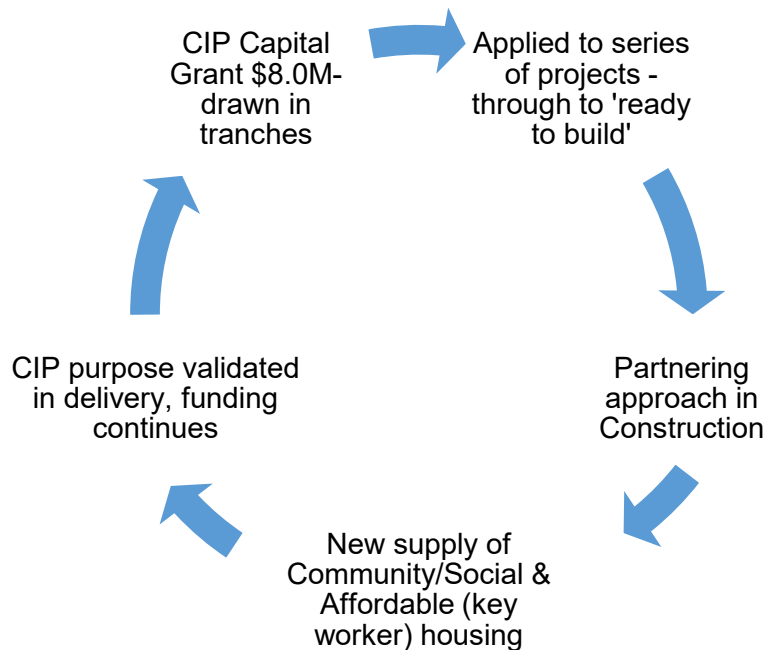 CIP Capital
Grant $8.0M-
drawn in
tranches
Applied to series
of projects -
through to 'ready
to build'
Partnering
approach in
Construction
New supply of
Community/Social &
Affordable (key
worker) housing
CIP purpose validated
in delivery, funding
continues